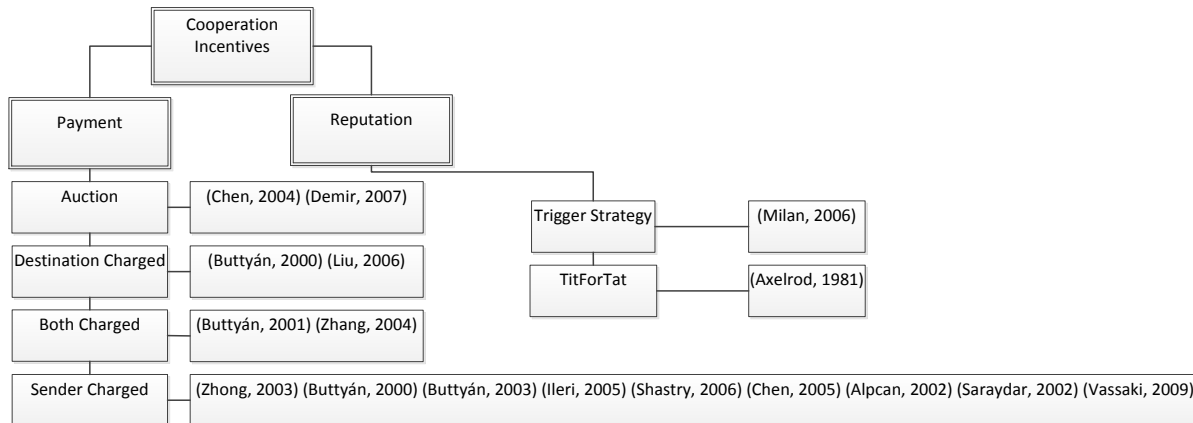 Cooperation
Incentives
Payment
Reputation
Auction
(Chen, 2004) (Demir, 2007)
Trigger Strategy
(Milan, 2006)
Destination Charged
(Buttyán, 2000) (Liu, 2006)
TitForTat
(Axelrod, 1981)
Both Charged
(Buttyán, 2001) (Zhang, 2004)
Sender Charged
(Zhong, 2003) (Buttyán, 2000) (Buttyán, 2003) (Ileri, 2005) (Shastry, 2006) (Chen, 2005) (Alpcan, 2002) (Saraydar, 2002) (Vassaki, 2009)